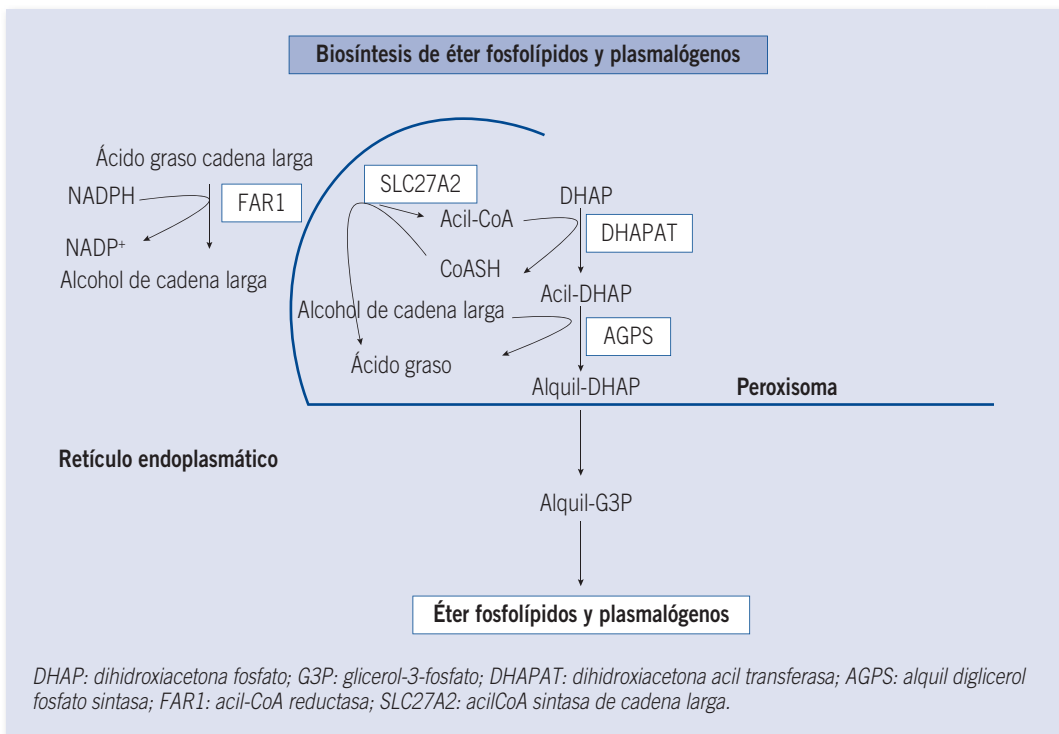 Biosíntesis de éter fosfolípidos y plasmalógenos
Ácido graso cadena larga
NADPH
FAR1
NADP+
Alcohol de cadena larga
SLC27A2
DHAP
Acil-CoA
DHAPAT
CoASH
Acil-DHAP
Alcohol de cadena larga
AGPS
Ácido graso
Alquil-DHAP
Peroxisoma
Retículo endoplasmático
Alquil-G3P
Éter fosfolípidos y plasmalógenos
DHAP: dihidroxiacetona fosfato; G3P: glicerol-3-fosfato; DHAPAT: dihidroxiacetona acil transferasa; AGPS: alquil diglicerol
fosfato sintasa; FAR1: acil-CoA reductasa; SLC27A2: acilCoA sintasa de cadena larga.